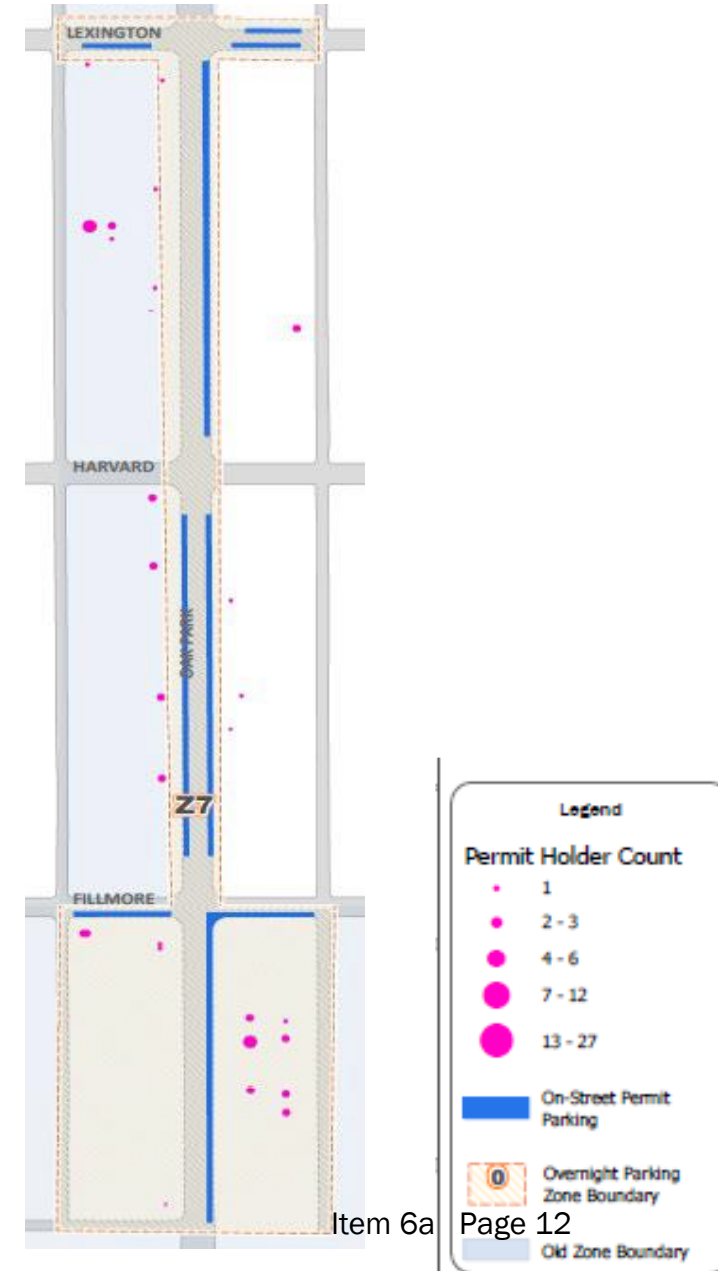 LEXINGTON
HARVARD
OAK PARK
Z7
FILLMORE
Legend
Permit Holder Count
1
2 - 3
4 - 6
7 - 12
13 - 27
On-Street Permit
Parking
0
Overnight Parking
Zone Boundary
Item 6a Page 12
Old Zone Boundary